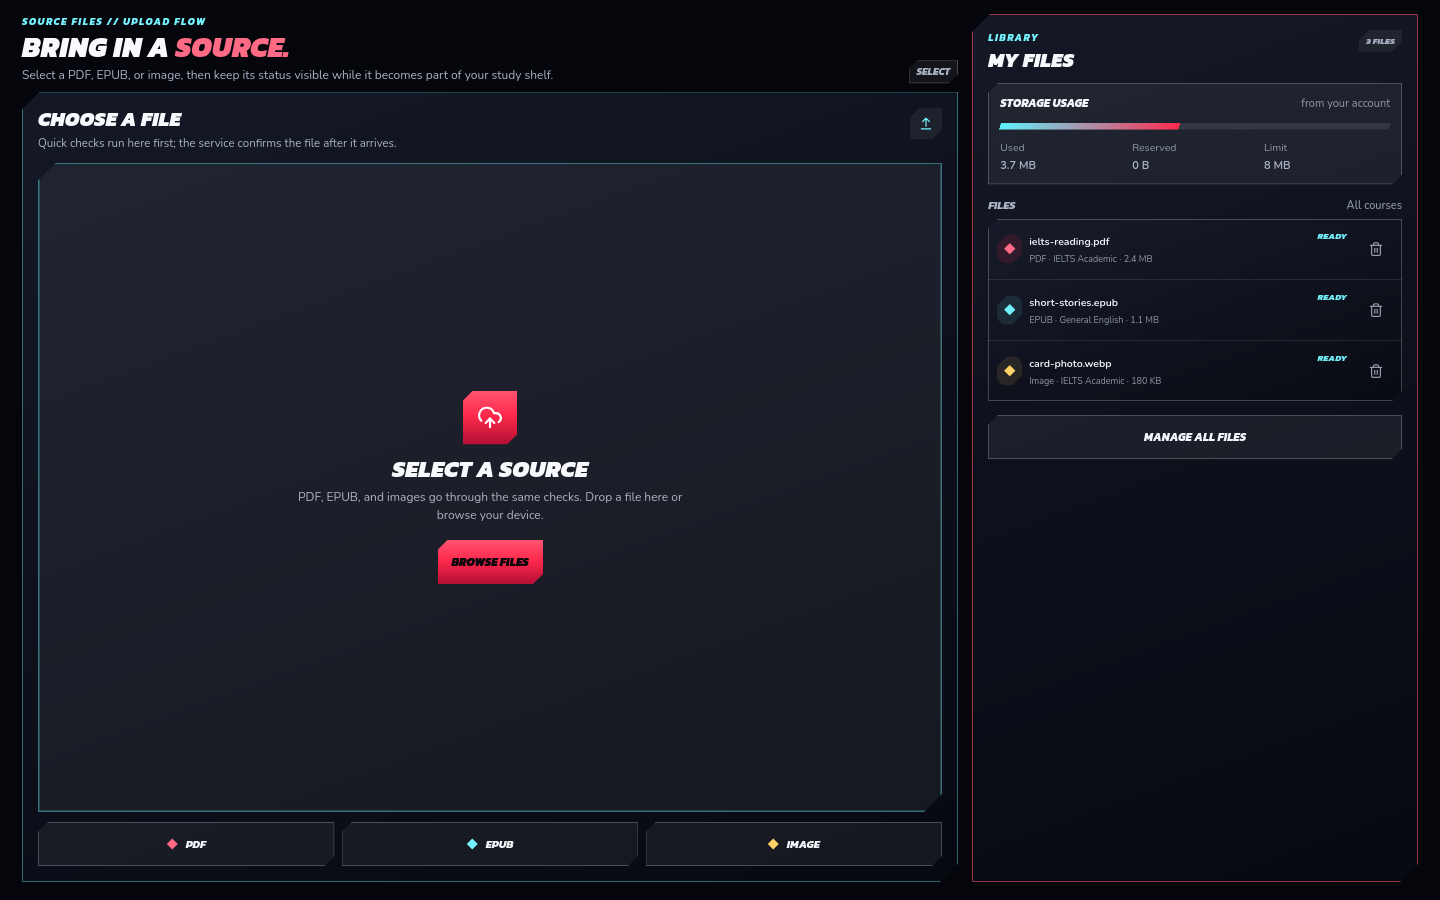 SOURCE FILES // UPLOAD FLOW
BRING IN A SOURCE.
Select a PDF, EPUB, or image, then keep its status visible while it becomes part of your study shelf.
SELECT
CHOOSE A FILE
Quick checks run here first; the service confirms the file after it arrives.
SELECT A SOURCE
PDF, EPUB, and images go through the same checks. Drop a file here or
browse your device.
BROWSE FILES
PDF
EPUB
IMAGE
LIBRARY
MY FILES
3 FILES
STORAGE USAGE
from your account
Used
Reserved
Limit
3.7 MB
0 B
8 MB
FILES
All courses
ielts-reading.pdf
READY
PDF · IELTS Academic · 2.4 MB
short-stories.epub
READY
EPUB · General English · 1.1 MB
card-photo.webp
READY
Image · IELTS Academic · 180 KB
MANAGE ALL FILES